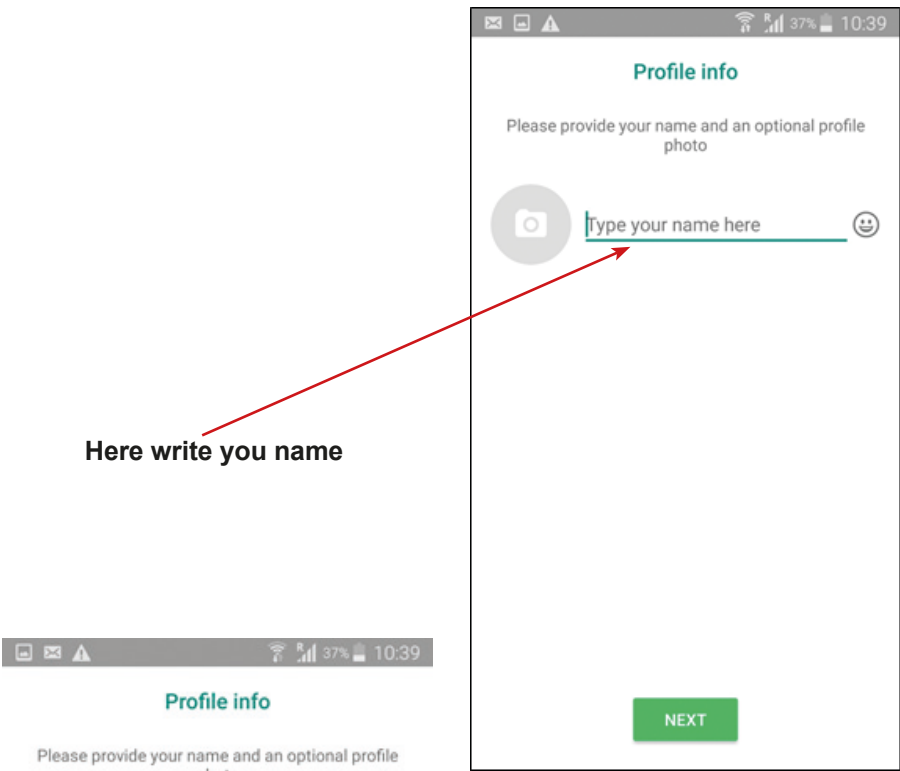 37% 10:39
Profile info
Please provide your name and an optional profile
photo
Type your name here
Here write you name
NEXT
37% 10:39
Profile info
Please provide your name and an optional profile